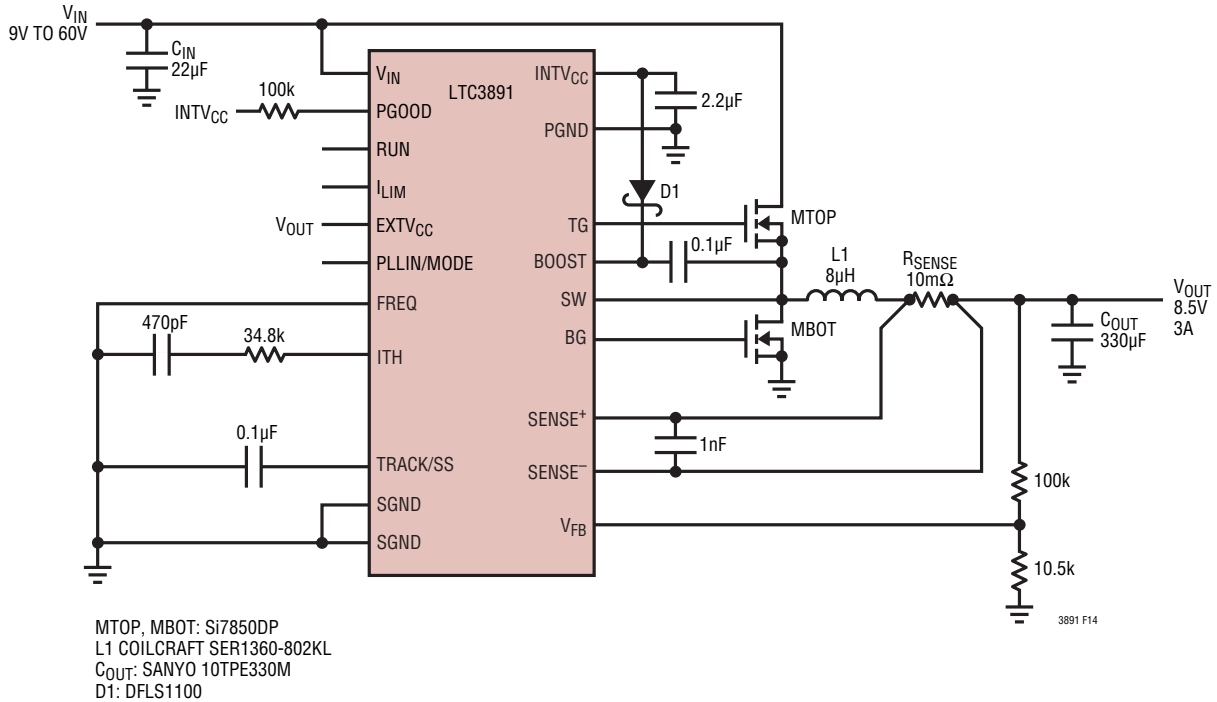 VIN
9V TO 60V
CIN
22µF
100k
INTVCC
LTC3891
VIN
PGOOD
RUN
ILIM
VOUT
EXTVCC
PLLIN/MODE
FREQ
470pF
34.8k
ITH
0.1µF
TRACK/SS
SGND
SGND
INTVCC
2.2µF
PGND
D1
TG
MTOP
BOOST
0.1µF
SW
L1
8µH
RSENSE
10mΩ
VOUT
8.5V
3A
BG
MBOT
COUT
330µF
SENSE+
1nF
SENSE–
100k
VFB
10.5k
3891 F14
MTOP, MBOT: Si7850DP
L1 COILCRAFT SER1360-802KL
COUT: SANYO 10TPE330M
D1: DFLS1100